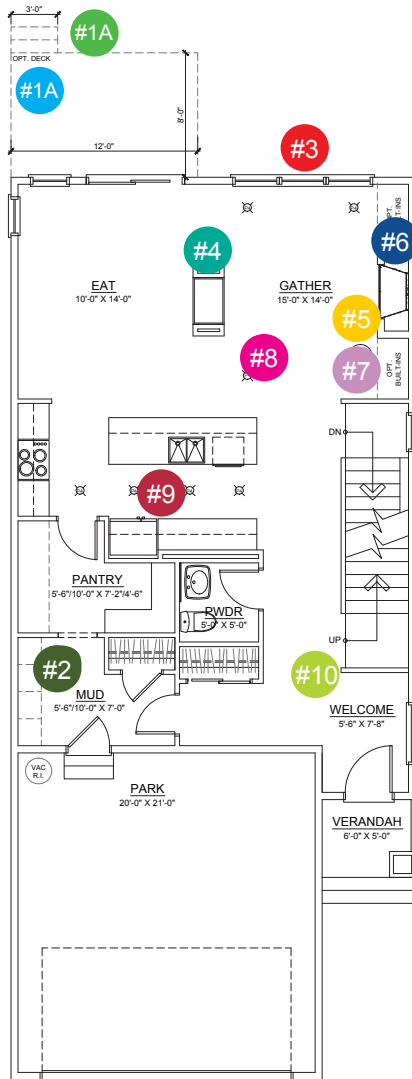 3'-0"
#1A
OPT. DECK
#1A
8'-0"
12'-0"
#3
#4
#6
EAT
10'-0" X 14'-0"
GATHER
15'-0" X 14'-0"
#5
#8
#7
OPT.
BUILT-INS
DN
#9
PANTRY
5'-6"/10'-0" X 7'-2"/4'-6"
PWDR
5'-0" X 5'-0"
UP
#2
#10
MUD
5'-6"/10'-0" X 7'-0"
WELCOME
5'-6" X 7'-8"
VAC
R.I.
PARK
20'-0" X 21'-0"
VERANDAH
6'-0" X 5'-0"